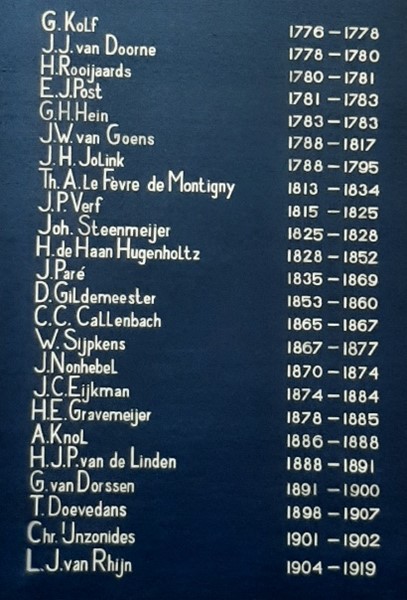 G. Kolf 1776 – 1778
J. J. van Doorne 1778 – 1780
H. Rooijaards 1780 – 1781
E. J. Post 1781 – 1783
G. H. Hein 1783 – 1783
J. W. van Goens 1788 – 1817
J. H. Jolink 1788 – 1795
Th. A. Le Fèvre de Montigny 1813 – 1834
J. P. Verf 1815 – 1825
Joh. Steenmeijer 1825 – 1828
H. de Haan Hugenholtz 1828 – 1852
J. Paré 1835 – 1869
D. Gildemeester 1853 – 1860
C. C. Callenbach 1865 – 1867
W. Sijpkens 1867 – 1877
J. Nonhebel 1870 – 1874
J. C. Eijkman 1874 – 1884
H. E. Gravemeijer 1878 – 1885
A. Knol 1886 – 1888
H. J. P. van de Linden 1888 – 1891
G. van Dorssen 1891 – 1900
T. Doevedans 1898 – 1907
Chr. Unzonides 1901 – 1902
L. J. van Rhijn 1904 – 1919